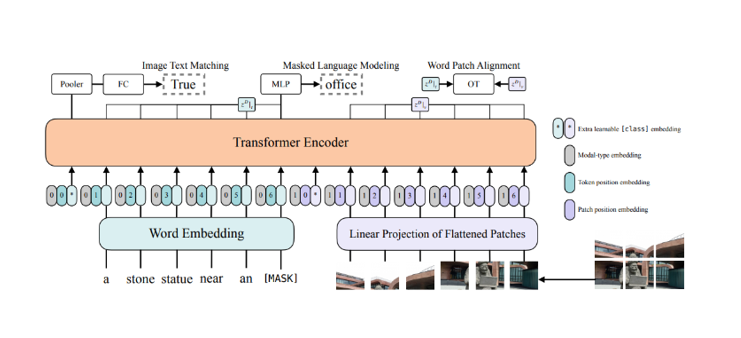 Image Text Matching
Masked Language Modeling
Word Patch Alignment
Pooler
FC
True
MLP
office
OT
Transformer Encoder
* * Extra learnable [class] embedding
Modal-type embedding
Token position embedding
Patch position embedding
0 0 * 0 1 0 2 0 3 0 4 0 5 0 6 1 0 * 1 1 1 2 1 3 1 4 1 5 1 6
Word Embedding
Linear Projection of Flattened Patches
a stone statue near an [MASK]